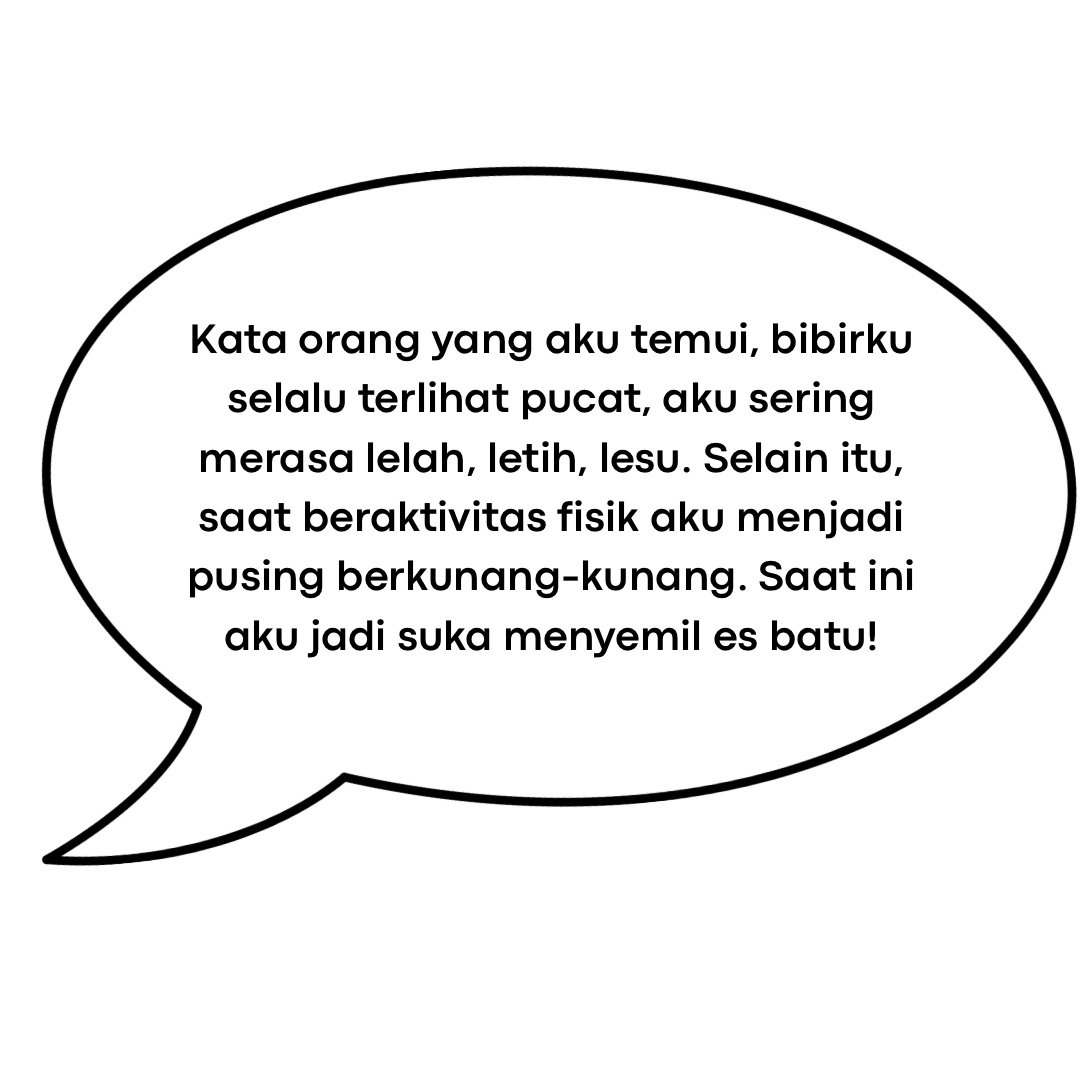 Kata orang yang aku temui, bibirku
selalu terlihat pucat, aku sering
merasa lelah, letih, lesu. Selain itu,
saat beraktivitas fisik aku menjadi
pusing berkunang-kunang. Saat ini
aku jadi suka menyemil es batu!